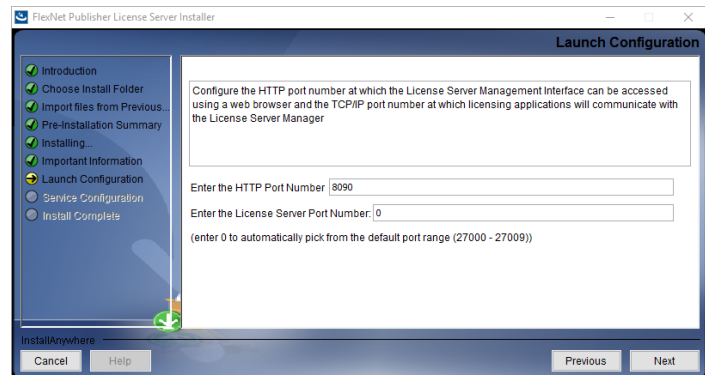 FlexNet Publisher License Server Installer
Launch Configuration
Introduction
Choose Install Folder
Import files from Previous...
Pre-Installation Summary
Installing...
Important Information
Launch Configuration
Service Configuration
Install Complete
Configure the HTTP port number at which the License Server Management Interface can be accessed
using a web browser and the TCP/IP port number at which licensing applications will communicate with
the License Server Manager
Enter the HTTP Port Number 8090
Enter the License Server Port Number: 0
(enter 0 to automatically pick from the default port range (27000 - 27009))
InstallAnywhere
Cancel Help Previous Next